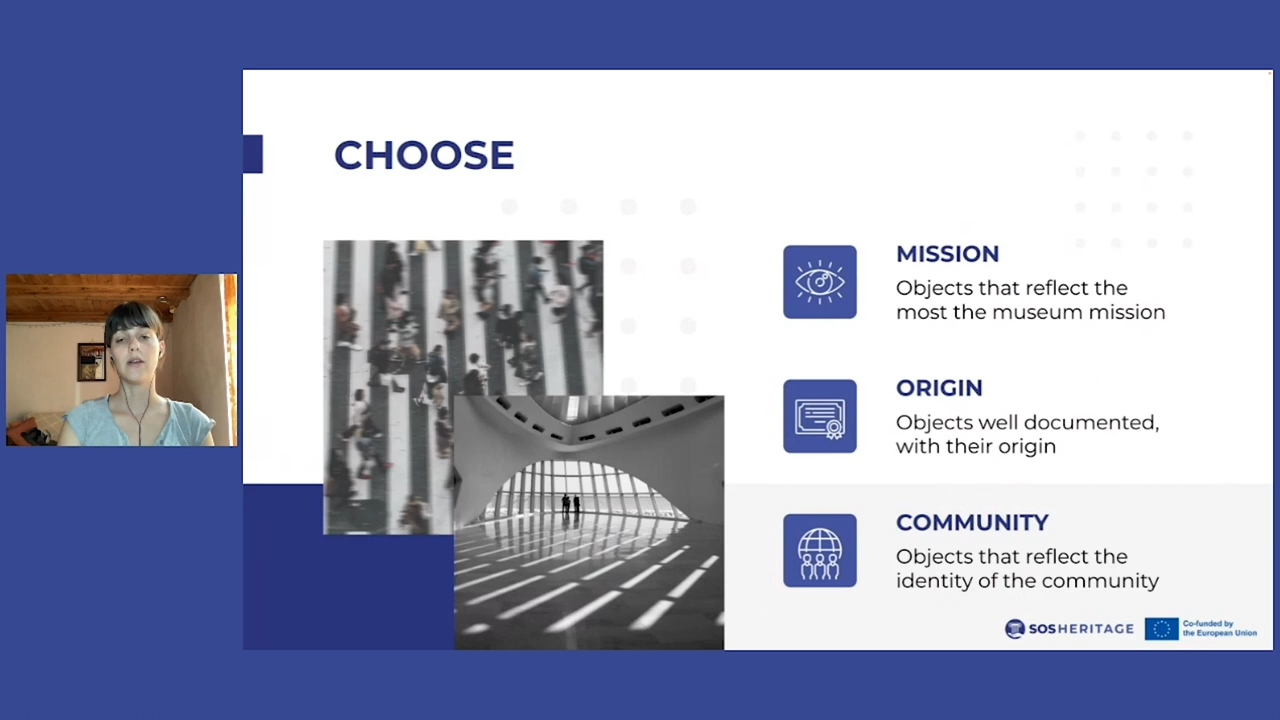 CHOOSE
MISSION
Objects that reflect the
most the museum mission
ORIGIN
Objects well documented,
with their origin
COMMUNITY
Objects that reflect the
identity of the community
SOSHERITAGE
Co-funded by
the European Union